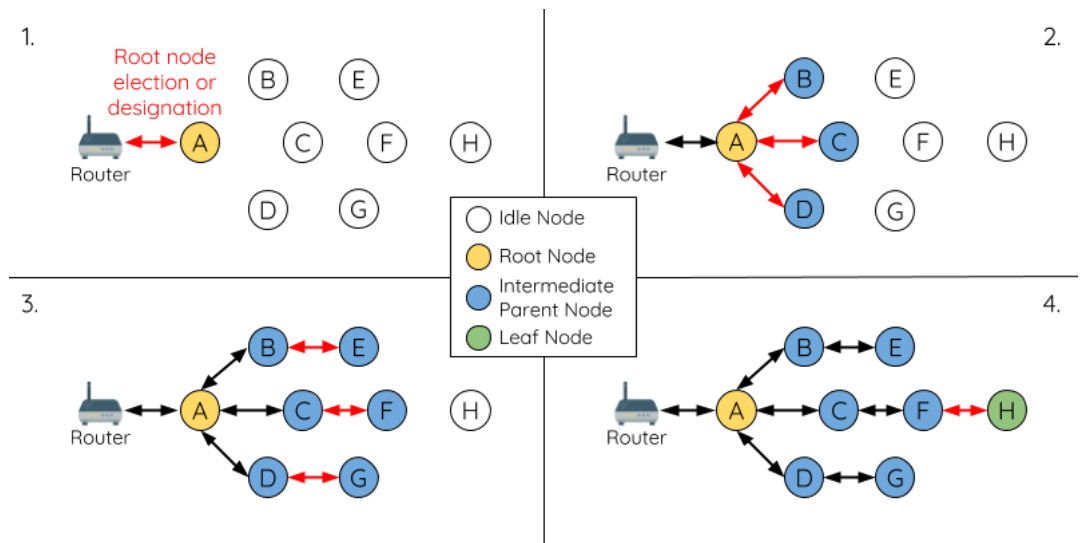 1.
Root node
election or
designation
B
E
A
C
F
H
Router
D
G
2.
B
E
A
C
F
H
Router
D
G
Idle Node
Root Node
Intermediate
Parent Node
Leaf Node
3.
B
E
A
C
F
H
Router
D
G
4.
B
E
A
C
F
H
Router
D
G